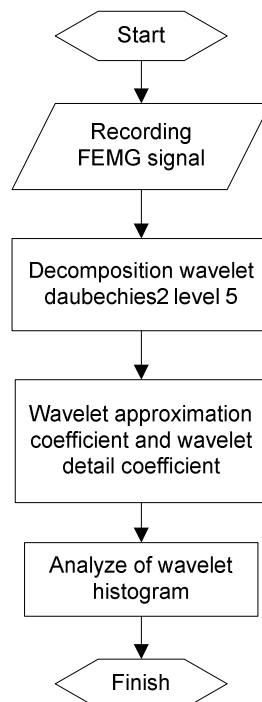 Start
Recording
FEMG signal
Decomposition wavelet
daubechies2 level 5
Wavelet approximation
coefficient and wavelet
detail coefficient
Analyze of wavelet
histogram
Finish